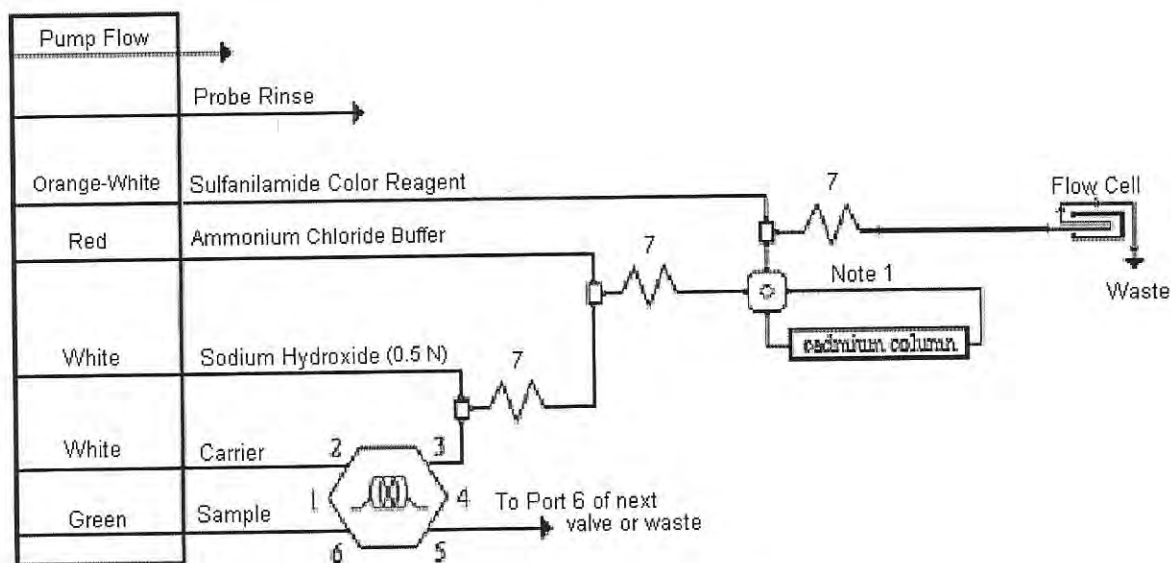 Pump Flow
Probe Rinse
Orange-White Sulfanilamide Color Reagent
7
Flow Cell
Red Ammonium Chloride Buffer
7
Note 1
Waste
cadmium column
White Sodium Hydroxide (0.5 N)
7
White Carrier 2 3
1 4
To Port 6 of next
valve or waste
Green Sample
6 5